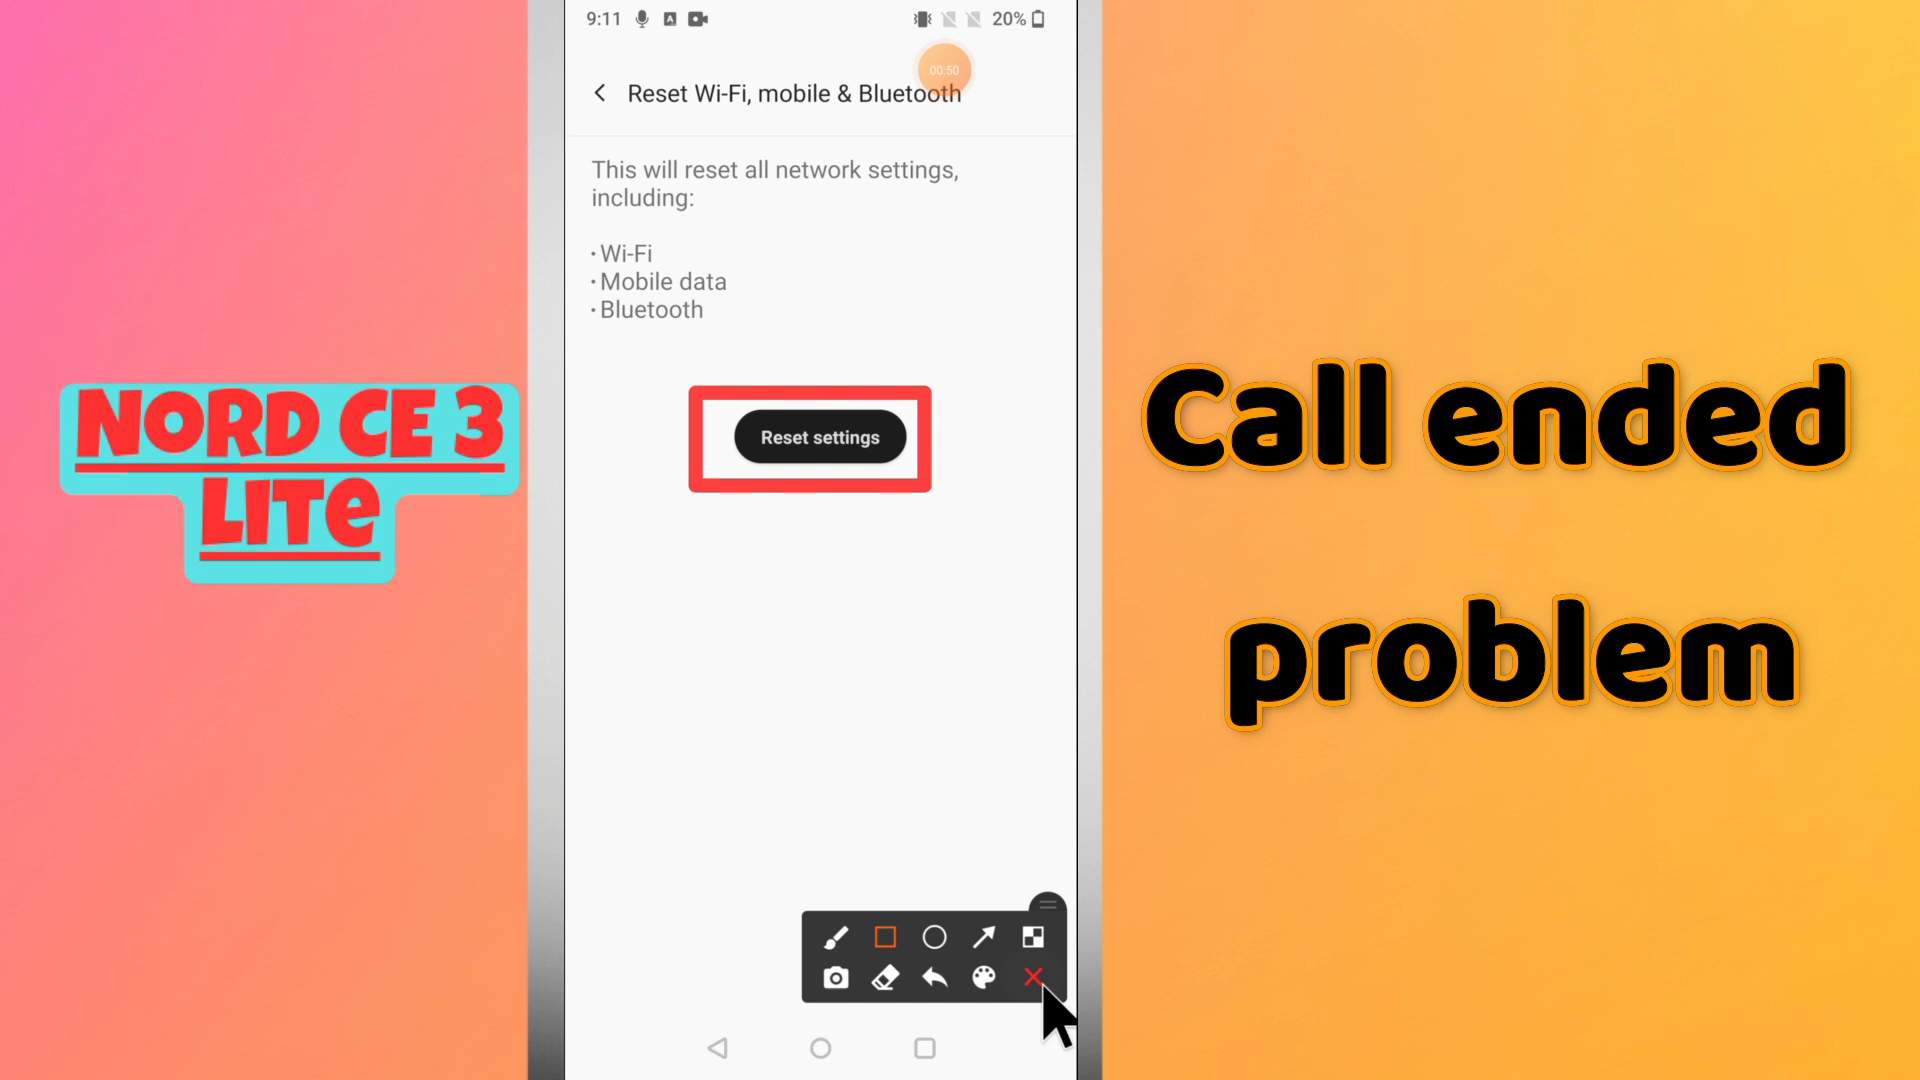 9:11
20%
00:50
Reset Wi-Fi, mobile & Bluetooth
This will reset all network settings,
including:
· Wi-Fi
· Mobile data
· Bluetooth
Reset settings
NORD CE 3
LITe
Call ended
problem